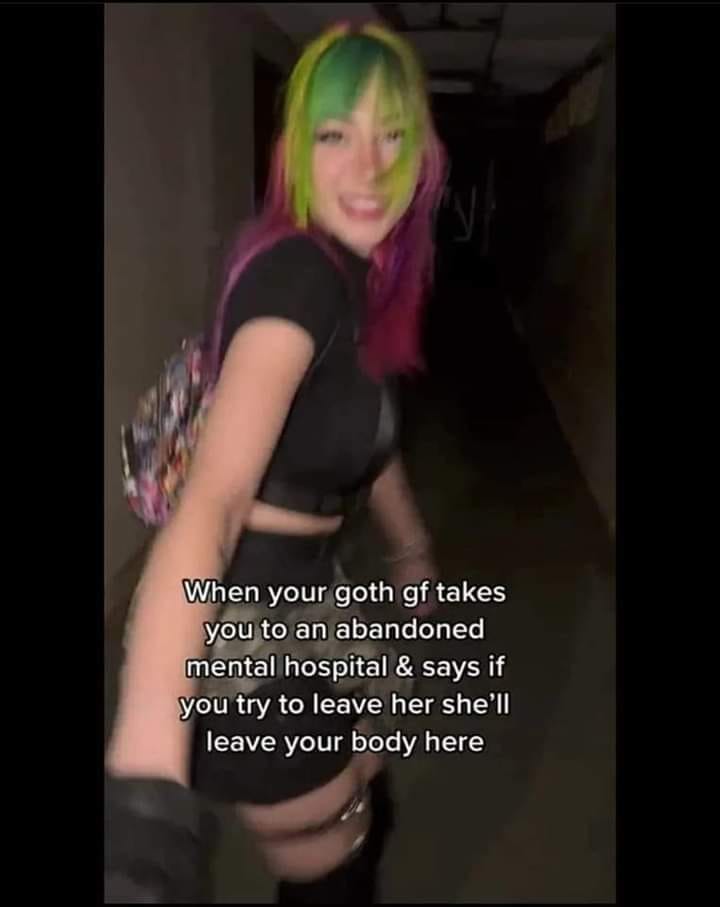 When your goth gf takes
you to an abandoned
mental hospital & says if
you try to leave her she'll
leave your body here